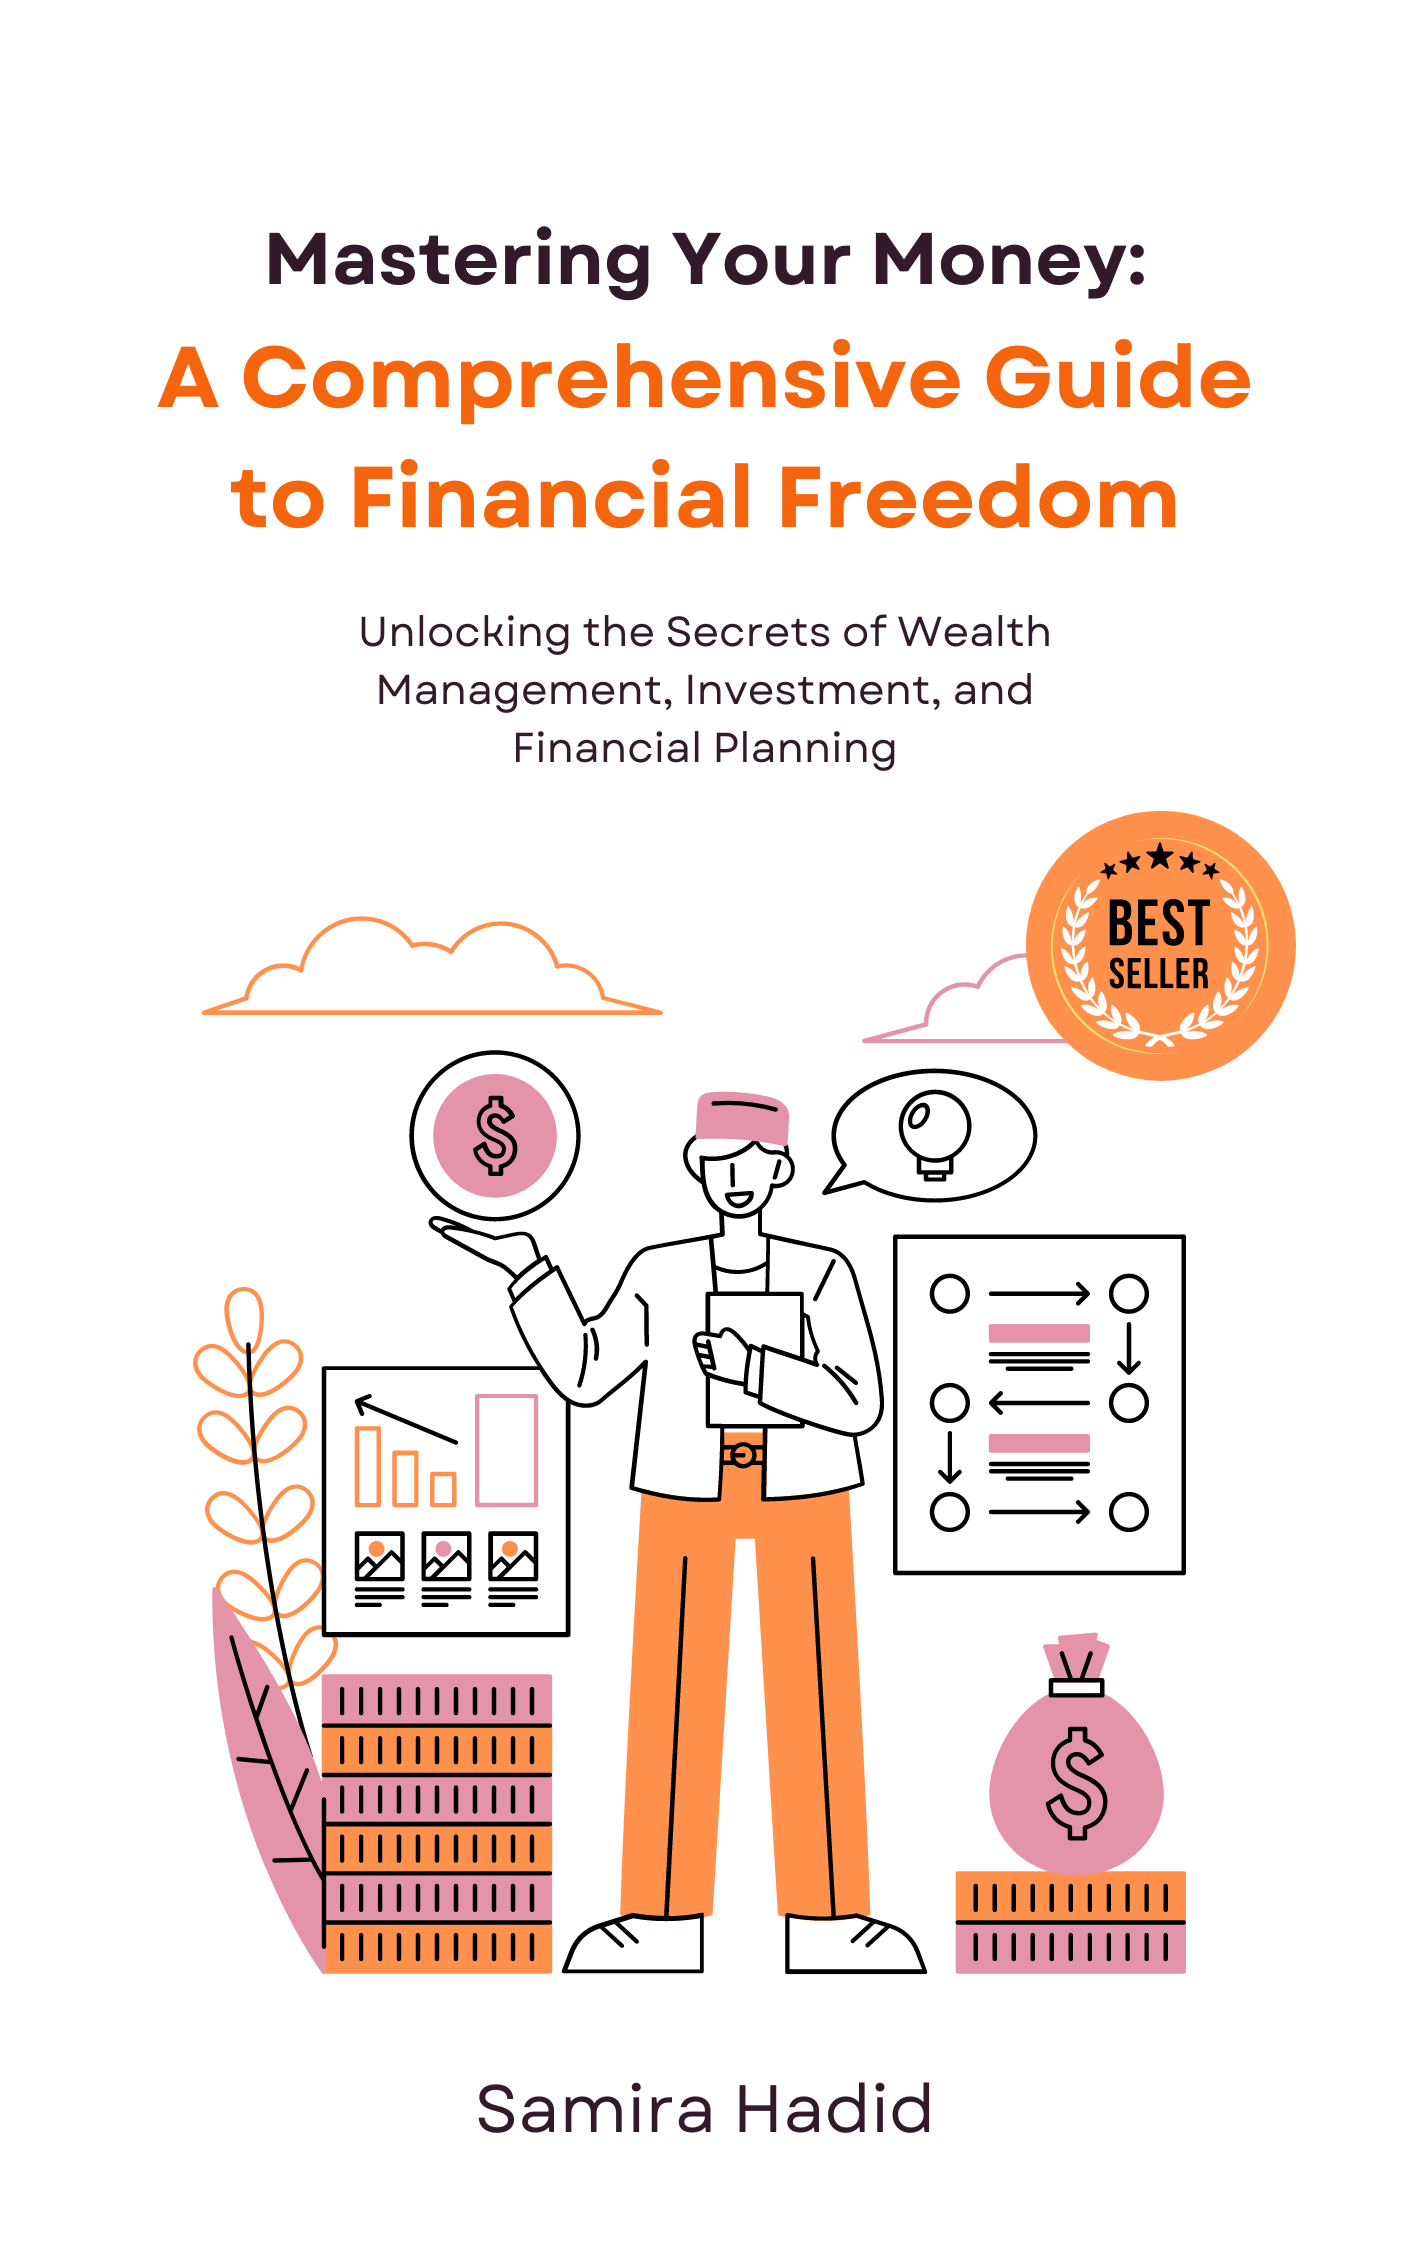 Mastering Your Money:
A Comprehensive Guide
to Financial Freedom
Unlocking the Secrets of Wealth
Management, Investment, and
Financial Planning
BEST
SELLER
$
$
Samira Hadid